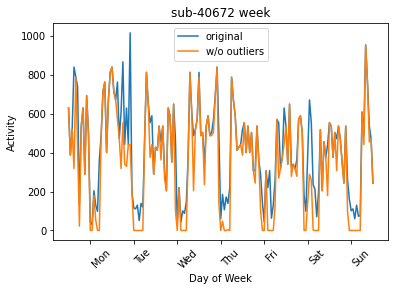 sub-40672 week
original
w/o outliers
Activity
1000
800
600
400
200
0
Mon
Tue
Wed
Thu
Fri
Sat
Sun
Day of Week